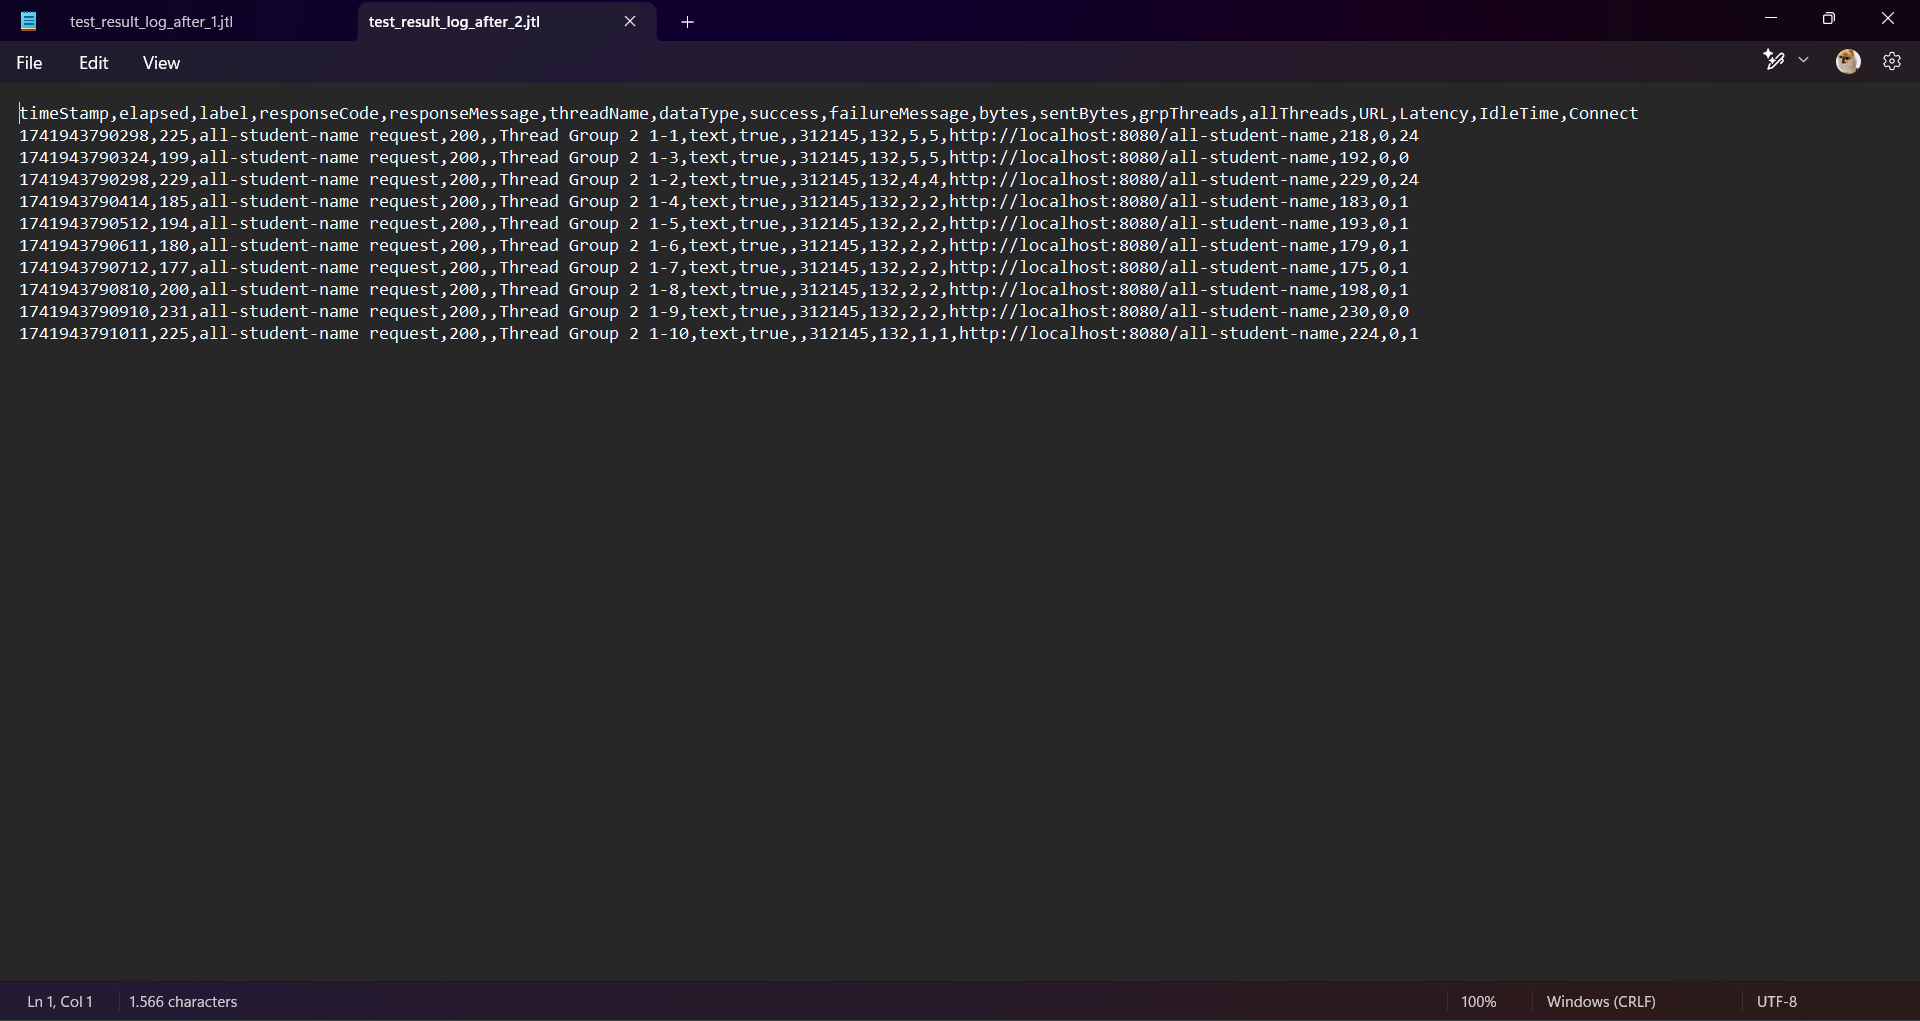 test_result_log_after_1.jtl
test_result_log_after_2.jtl
File Edit View
timeStamp,elapsed,label,responseCode,responseMessage,threadName,dataType,success,failureMessage,bytes,sentBytes,grpThreads,allThreads,URL,Latency,IdleTime,Connect
1741943790298,225,all-student-name request,200,,Thread Group 2 1-1,text,true,,312145,132,5,5,http://localhost:8080/all-student-name,218,0,24
1741943790324,199,all-student-name request,200,,Thread Group 2 1-3,text,true,,312145,132,5,5,http://localhost:8080/all-student-name,192,0,0
1741943790298,229,all-student-name request,200,,Thread Group 2 1-2,text,true,,312145,132,4,4,http://localhost:8080/all-student-name,229,0,24
1741943790414,185,all-student-name request,200,,Thread Group 2 1-4,text,true,,312145,132,2,2,http://localhost:8080/all-student-name,183,0,1
1741943790512,194,all-student-name request,200,,Thread Group 2 1-5,text,true,,312145,132,2,2,http://localhost:8080/all-student-name,193,0,1
1741943790611,180,all-student-name request,200,,Thread Group 2 1-6,text,true,,312145,132,2,2,http://localhost:8080/all-student-name,179,0,1
1741943790712,177,all-student-name request,200,,Thread Group 2 1-7,text,true,,312145,132,2,2,http://localhost:8080/all-student-name,175,0,1
1741943790810,200,all-student-name request,200,,Thread Group 2 1-8,text,true,,312145,132,2,2,http://localhost:8080/all-student-name,198,0,1
1741943790910,231,all-student-name request,200,,Thread Group 2 1-9,text,true,,312145,132,2,2,http://localhost:8080/all-student-name,230,0,0
1741943791011,225,all-student-name request,200,,Thread Group 2 1-10,text,true,,312145,132,1,1,http://localhost:8080/all-student-name,224,0,1
Ln 1, Col 1
1.566 characters
100%
Windows (CRLF)
UTF-8